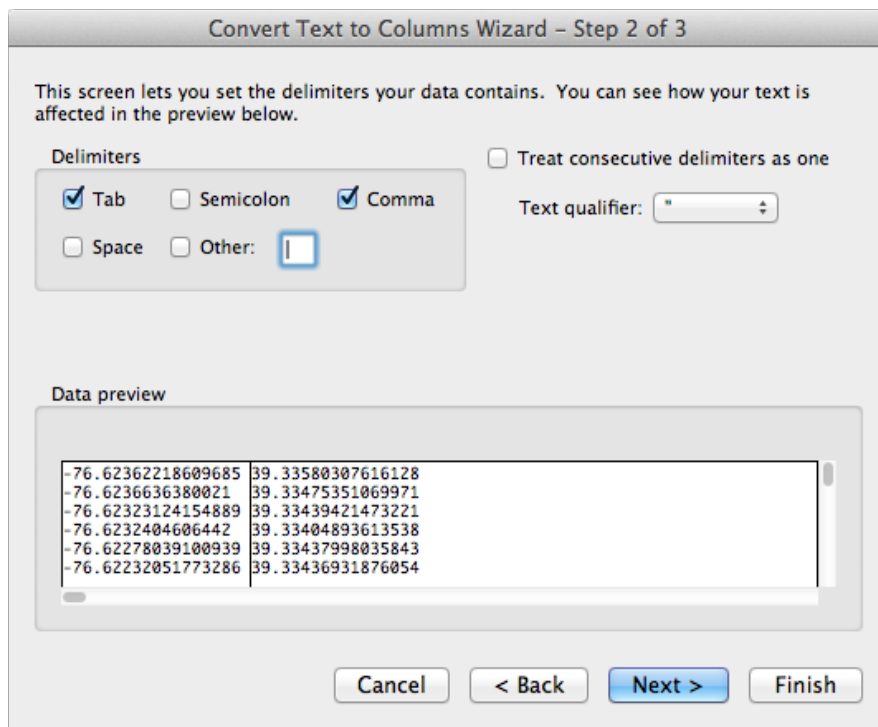 Convert Text to Columns Wizard – Step 2 of 3
This screen lets you set the delimiters your data contains. You can see how your text is
affected in the preview below.
Delimiters
Tab Semicolon Comma
Space Other:
Treat consecutive delimiters as one
Text qualifier: "
Data preview
-76.62362218609685 39.33580307616128
-76.6236636380021 39.33475351069971
-76.62323124154889 39.33439421473221
-76.6232404606442 39.33404893613538
-76.62278039100939 39.33437998035843
-76.62232051773286 39.33436931876054
Cancel < Back Next > Finish